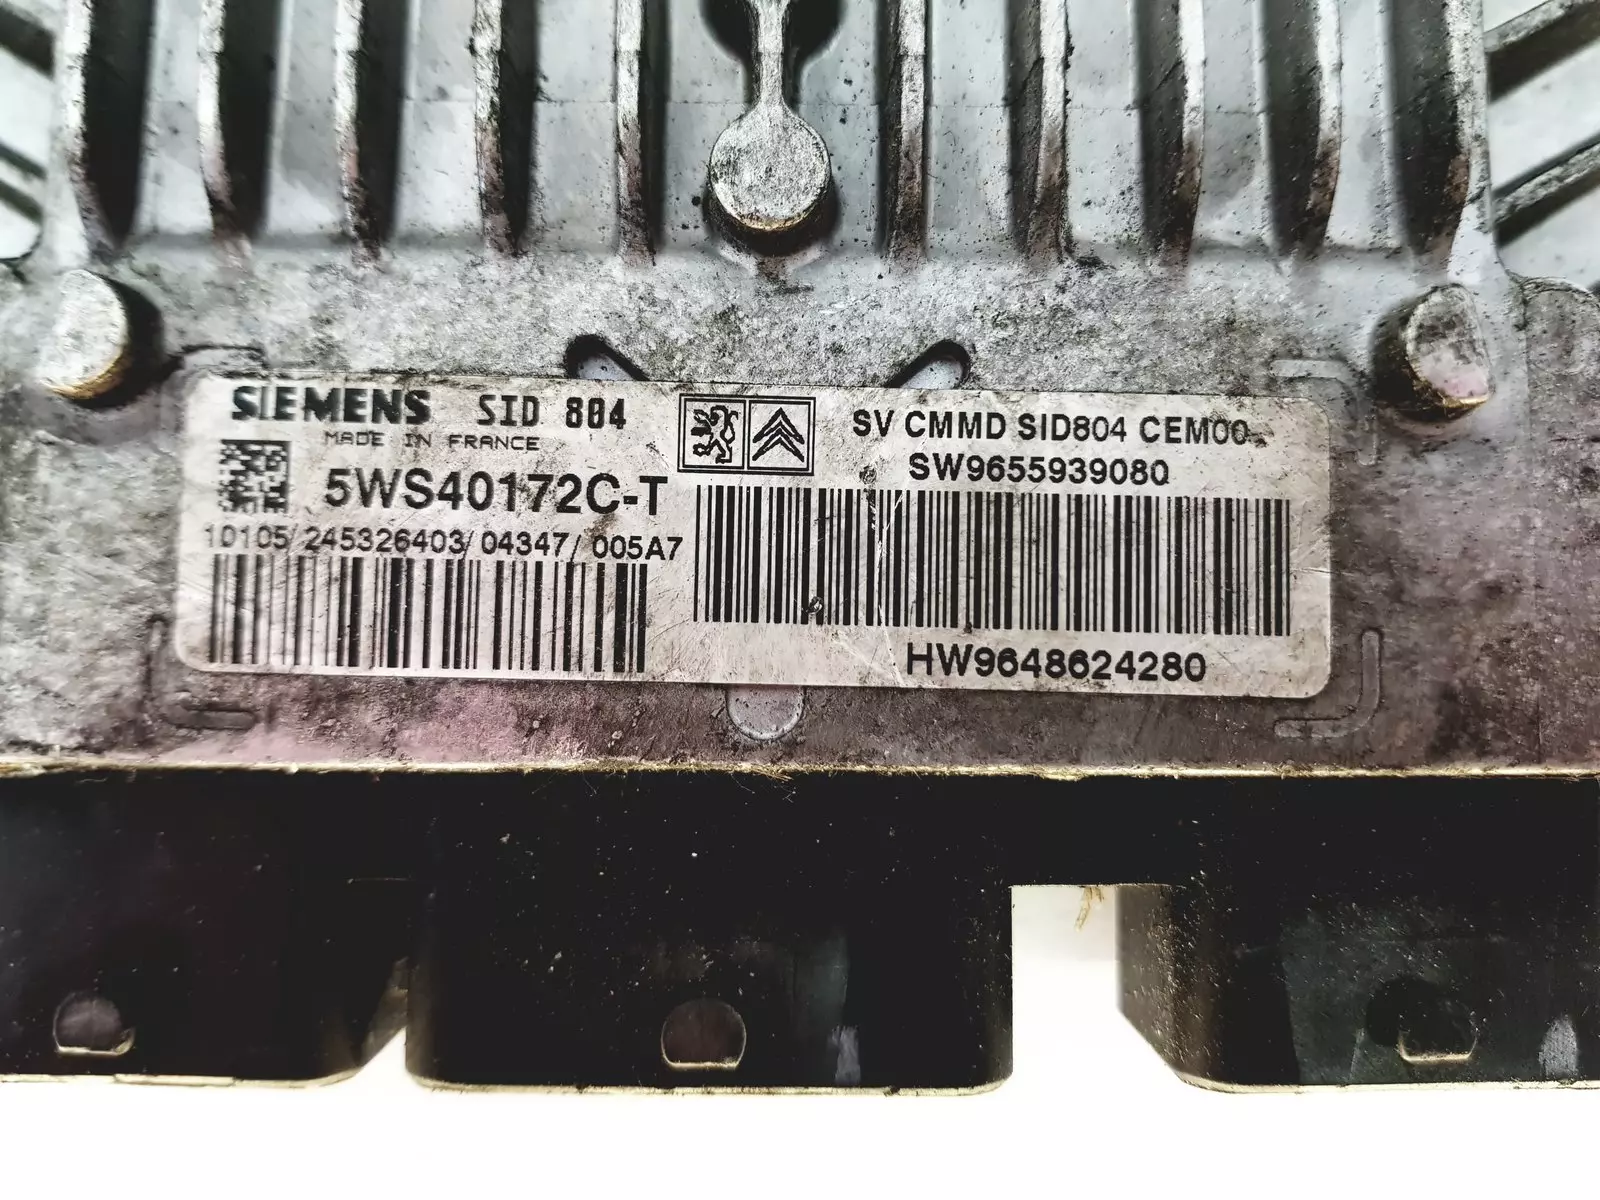 SIEMENS SID 804
MADE IN FRANCE
5WS40172C-T
10105/245326403/04347/005A7
SV CMMD SID804 CEM00
SW9655939080
HW9648624280